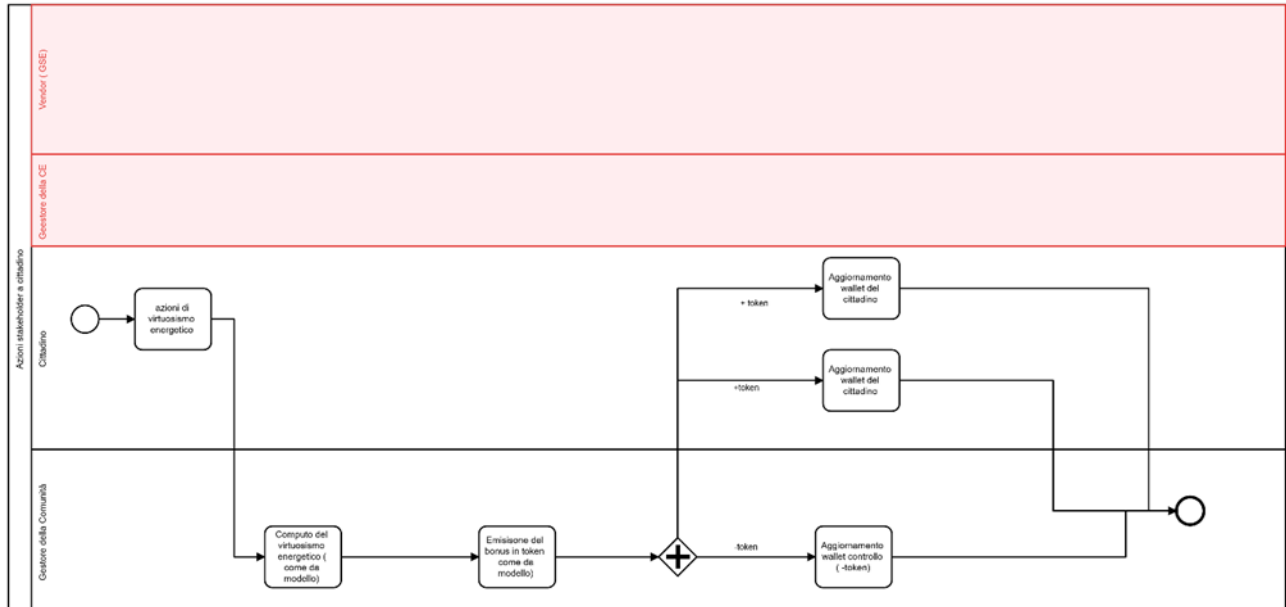 Azioni stakeholder a cittadino
Vendor ( GSE)
Geestore della CE
Cittadino
azioni di
virtuosismo
energetico
+ token
Aggiornamento
wallet del
cittadino
+token
Aggiornamento
wallet del
cittadino
Gestore della Comunità
Computo del
virtuosismo
energetico (
come da
modello)
Emisisone del
bonus in token
come da
modello)
-token
Aggiornamento
wallet controllo
( -token)